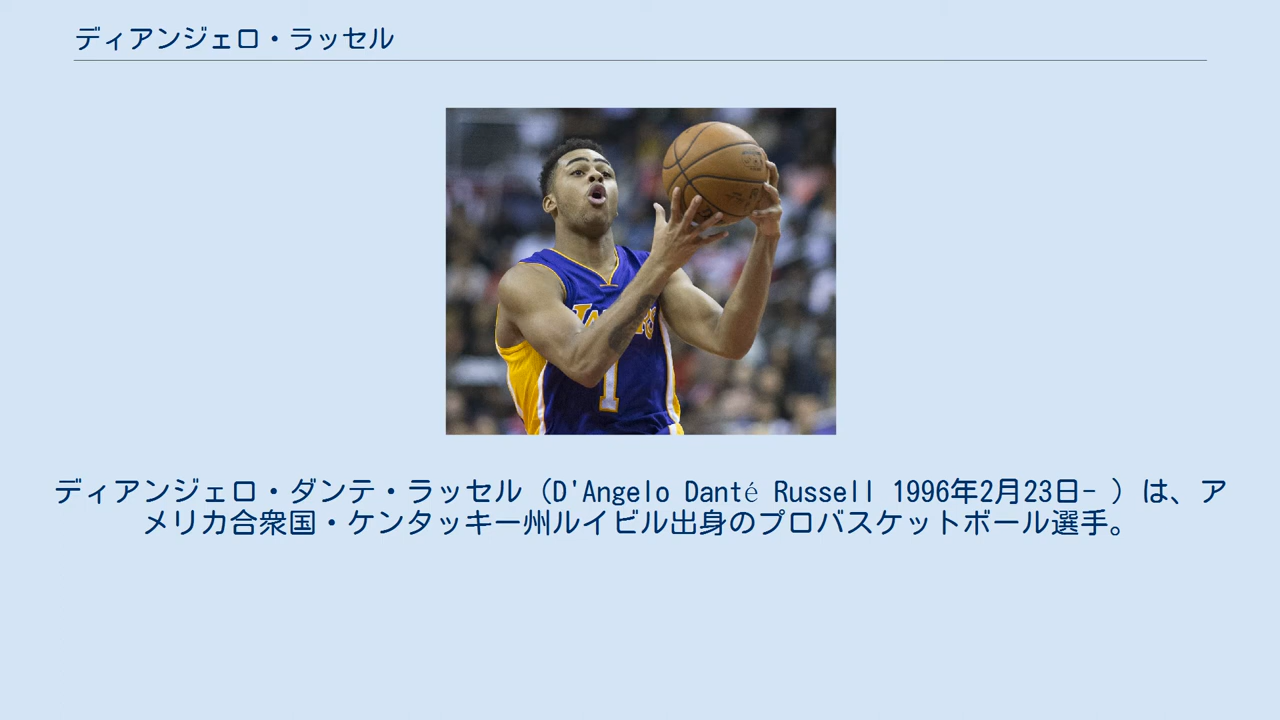 ディアンジェロ・ラッセル
1
ディアンジェロ・ダンテ・ラッセル（D'Angelo Danté Russell 1996年2月23日- ）は、ア
メリカ合衆国・ケンタッキー州ルイビル出身のプロバスケットボール選手。